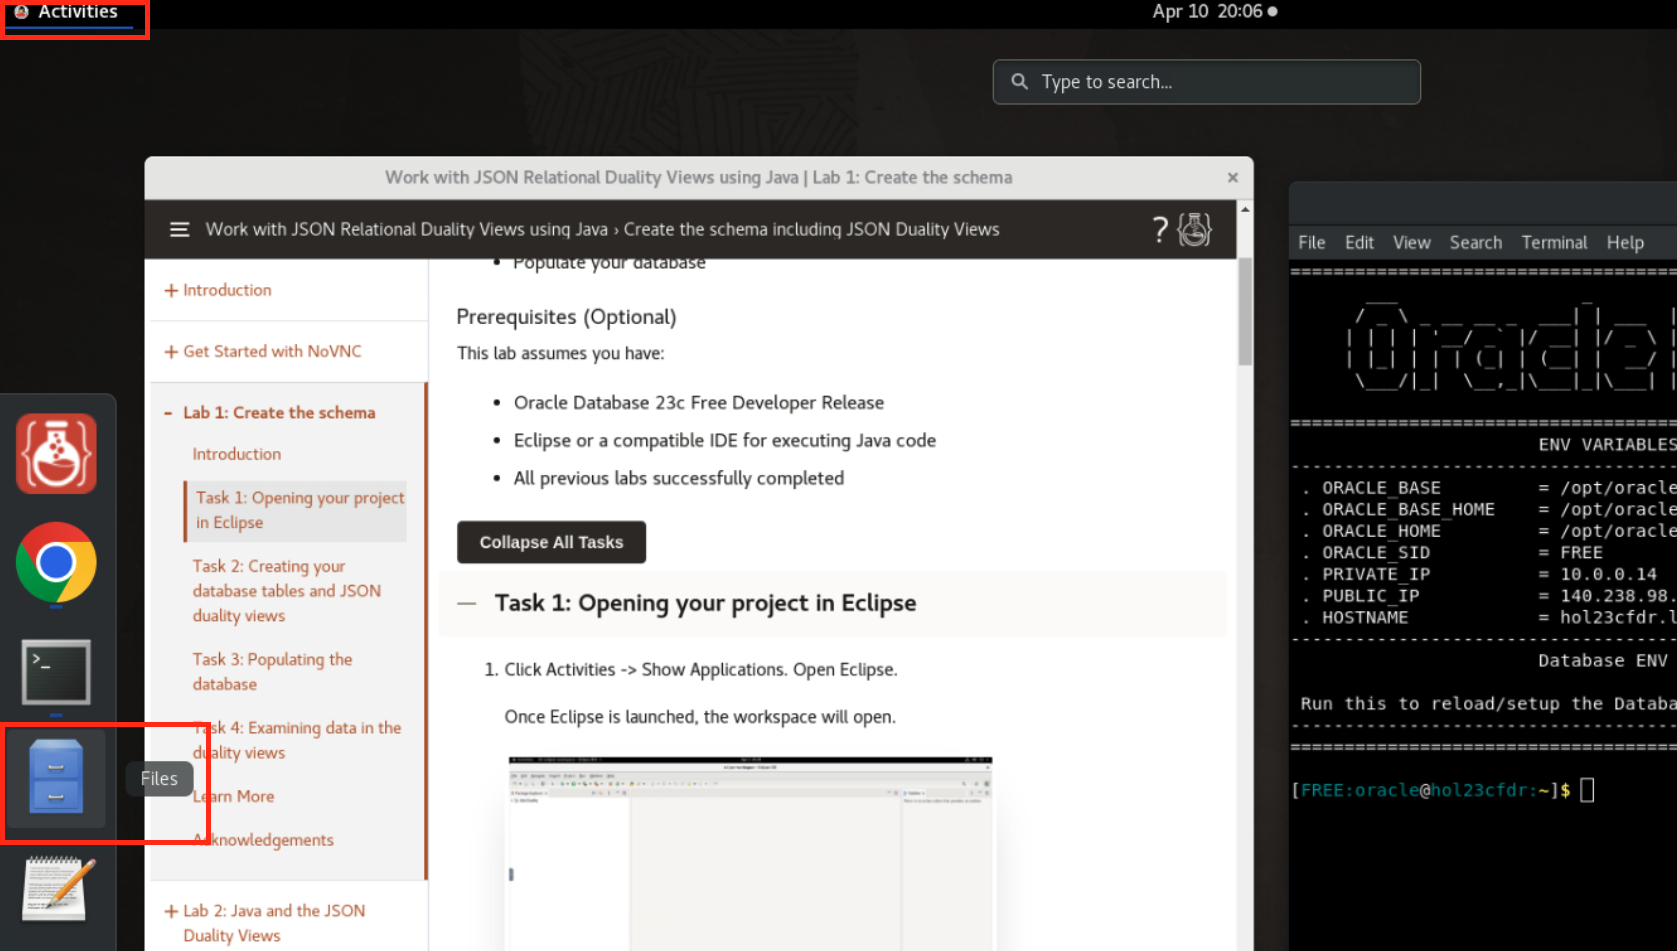 Activities
Apr 10 20:06
Type to search...
Work with JSON Relational Duality Views using Java | Lab 1: Create the schema
Work with JSON Relational Duality Views using Java › Create the schema including JSON Duality Views
?
+ Introduction
+ Get Started with NoVNC
- Lab 1: Create the schema
Introduction
Task 1: Opening your project
in Eclipse
Task 2: Creating your
database tables and JSON
duality views
Task 3: Populating the
database
Task 4: Examining data in the
duality views
Learn More
Acknowledgements
+ Lab 2: Java and the JSON
Duality Views
Files
• Populate your database
Prerequisites (Optional)
This lab assumes you have:
• Oracle Database 23c Free Developer Release
• Eclipse or a compatible IDE for executing Java code
• All previous labs successfully completed
Collapse All Tasks
— Task 1: Opening your project in Eclipse
1. Click Activities -> Show Applications. Open Eclipse.
Once Eclipse is launched, the workspace will open.
File Edit View Search Terminal Help
Oracle
ENV VARIABLES
. ORACLE_BASE = /opt/oracle
. ORACLE_BASE_HOME = /opt/oracle
. ORACLE_HOME = /opt/oracle
. ORACLE_SID = FREE
. PRIVATE_IP = 10.0.0.14
. PUBLIC_IP = 140.238.98.
. HOSTNAME = hol23cfdr.l
Database ENV
Run this to reload/setup the Databa
[FREE:oracle@hol23cfdr:~]$